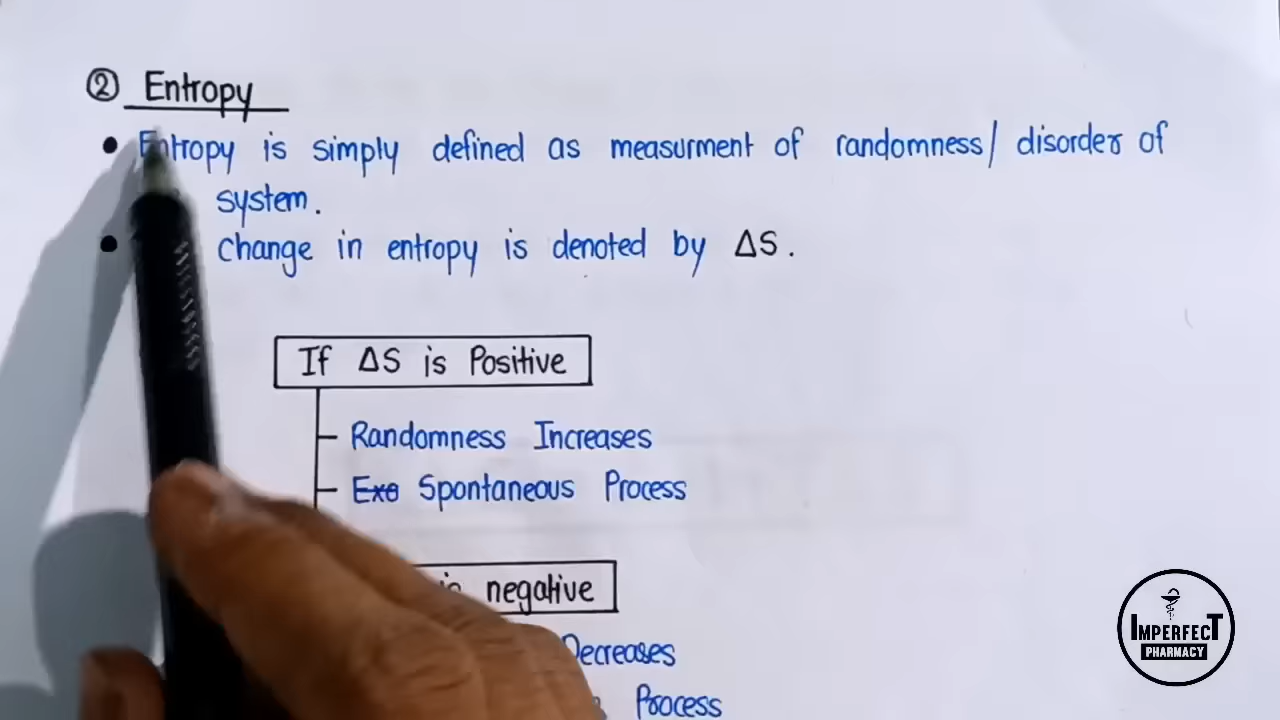 ② Entropy
• Entropy is simply defined as measurment of randomness/ disorder of
system.
• change in entropy is denoted by ΔS.
If ΔS is Positive
Randomness Increases
Exo Spontaneous Process
is negative
Decreases
Process
IMPERFECT
PHARMACY